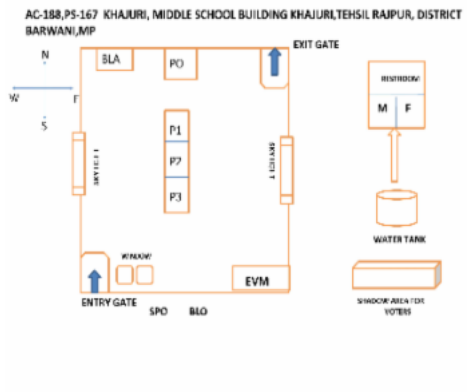 AC-188,PS-167 KHAJURI, MIDDLE SCHOOL BUILDING KHAJURI,TEHSIL RAJPUR, DISTRICT
BARWANI,MP
EXIT GATE
N
W
S
BLA
PO
RESTROOM
M F
P1
P2
P3
WATER TANK
WINDOW
EVM
ENTRY GATE
SHADOW AREA FOR
VOTERS
SPO BLO